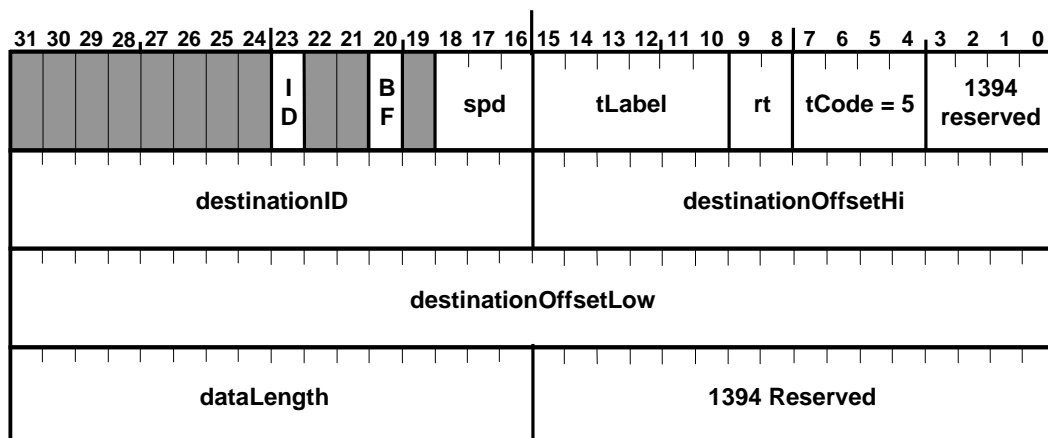 31 30 29 28 27 26 25 24 23 22 21 20 19 18 17 16 15 14 13 12 11 10 9 8 7 6 5 4 3 2 1 0
I D
B F
spd
tLabel
rt
tCode = 5
1394
reserved
destinationID
destinationOffsetHi
destinationOffsetLow
dataLength
1394 Reserved